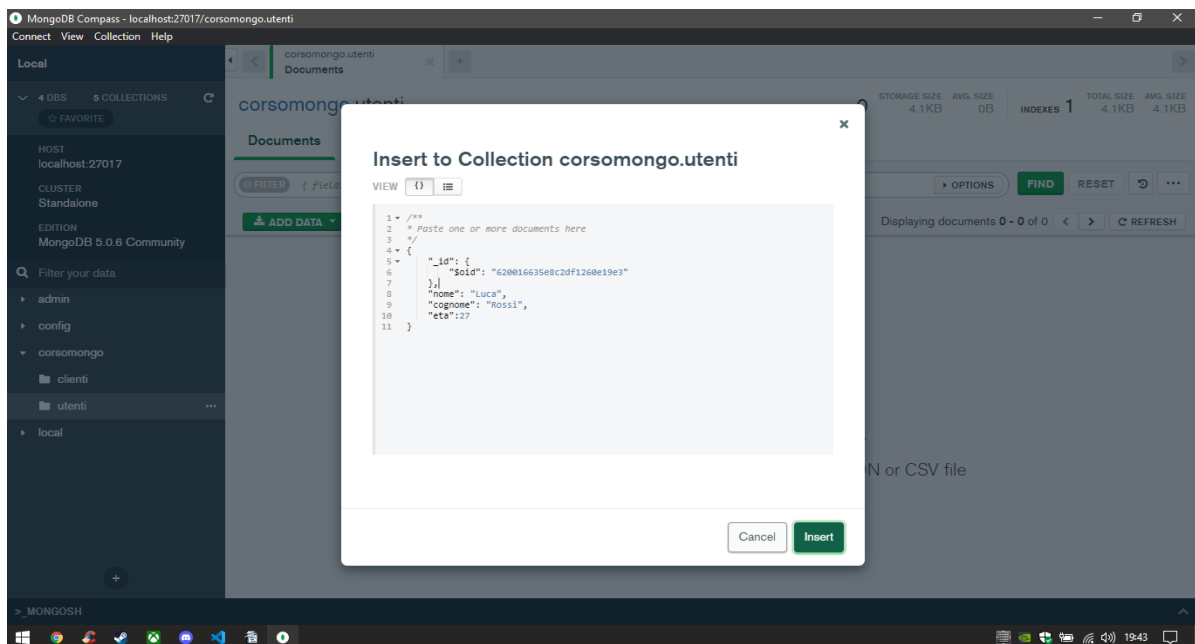 MongoDB Compass - localhost:27017/corsomongo.utenti
Connect View Collection Help
Local
corsomongo.utenti
Documents
4 DBS 5 COLLECTIONS
FAVORITE
HOST
localhost:27017
CLUSTER
Standalone
EDITION
MongoDB 5.0.6 Community
Filter your data
admin
config
corsomongo
clienti
utenti
local
>_MONGOSH
corsomongo.utenti
STORAGE SIZE AVG. SIZE
4.1KB 0B
INDEXES 1
TOTAL SIZE AVG. SIZE
4.1KB 4.1KB
Documents
FILTER { field:
OPTIONS FIND RESET
ADD DATA
Displaying documents 0 - 0 of 0 REFRESH
Insert to Collection corsomongo.utenti
VIEW {}
1 /**
2 * Paste one or more documents here
3 */
4 {
5 "_id": {
6 "$oid": "620016635e8c2df1260e19e3"
7 },
8 "nome": "Luca",
9 "cognome": "Rossi",
10 "eta":27
11 }
N or CSV file
Cancel Insert
19:43